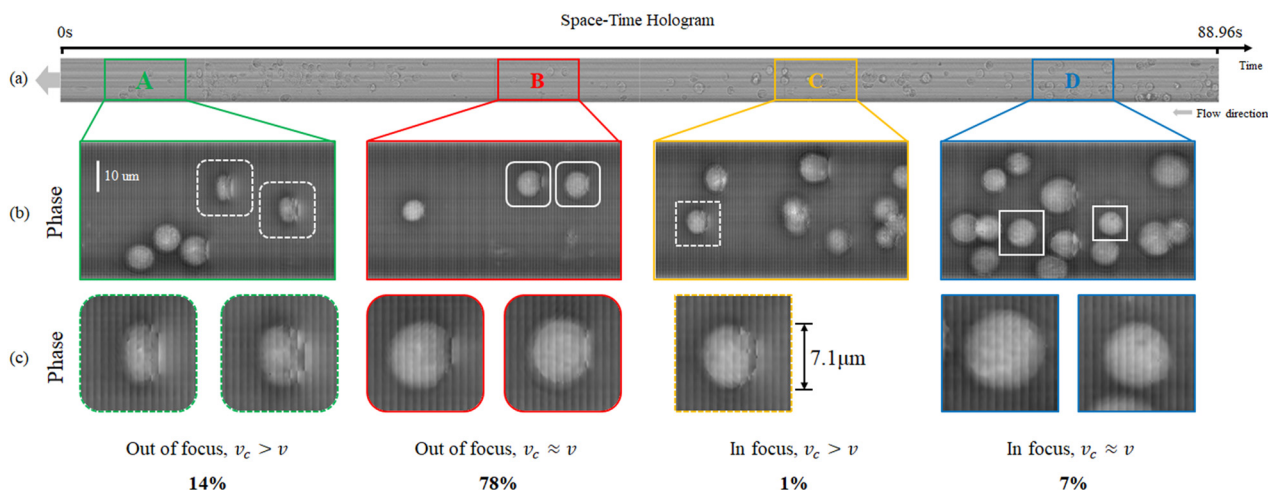 Space-Time Hologram
0s
88.96s
Time
(a)
A
B
C
D
Flow direction
(b)
Phase
10 um
(c)
Phase
7.1μm
Out of focus, v_c > v
Out of focus, v_c ≈ v
In focus, v_c > v
In focus, v_c ≈ v
14%
78%
1%
7%